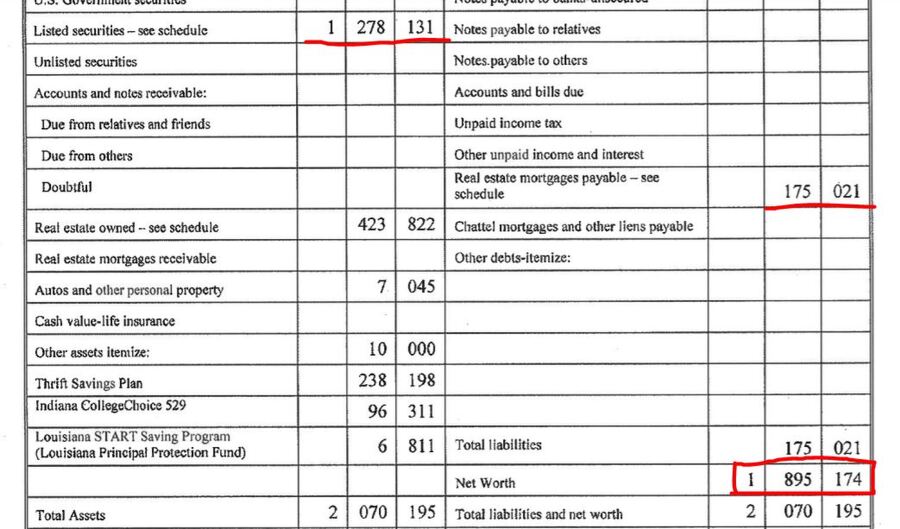 U.S. Government securities
Listed securities – see schedule 1 278 131 Notes payable to relatives
Unlisted securities Notes.payable to others
Accounts and notes receivable: Accounts and bills due
Due from relatives and friends Unpaid income tax
Due from others Other unpaid income and interest
Doubtful Real estate mortgages payable – see
schedule 175 021
Real estate owned – see schedule 423 822 Chattel mortgages and other liens payable
Real estate mortgages receivable Other debts-itemize:
Autos and other personal property 7 045
Cash value-life insurance
Other assets itemize: 10 000
Thrift Savings Plan 238 198
Indiana CollegeChoice 529 96 311
Louisiana START Saving Program
(Louisiana Principal Protection Fund) 6 811 Total liabilities 175 021
Net Worth 1 895 174
Total Assets 2 070 195 Total liabilities and net worth 2 070 195